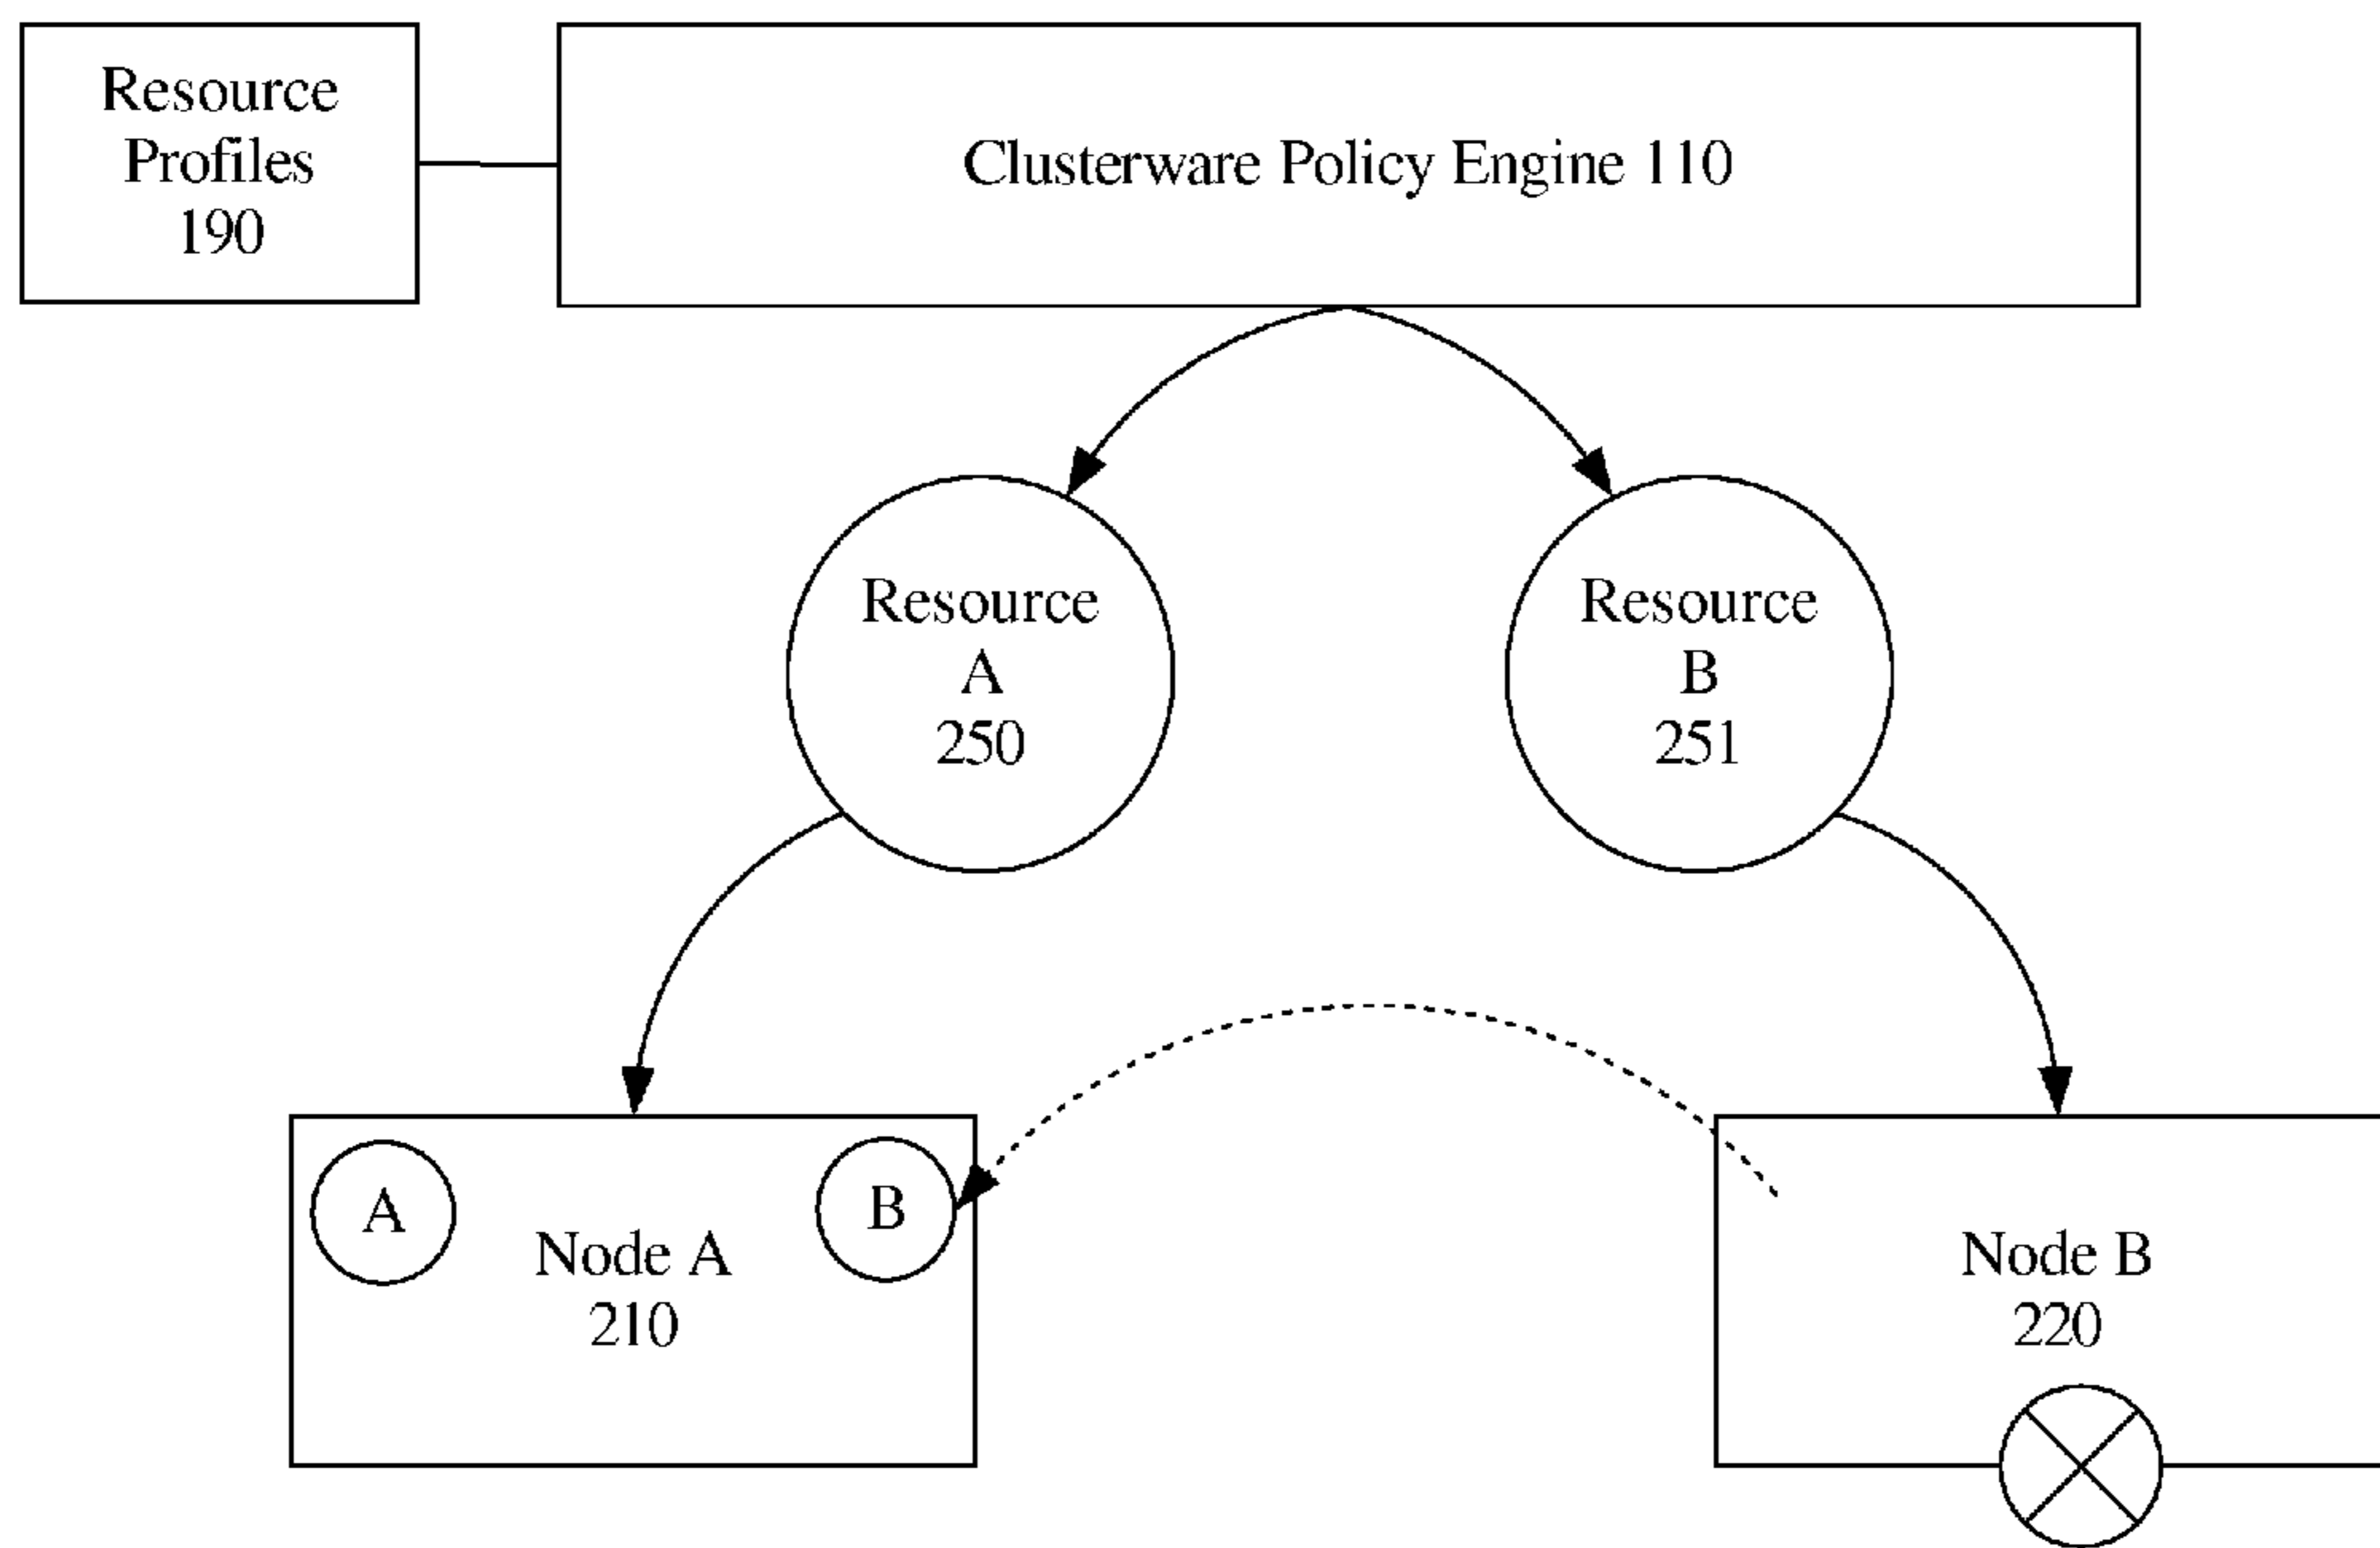 Resource
Profiles
190
Clusterware Policy Engine 110
Resource
A
250
Resource
B
251
A
B
Node A
210
Node B
220